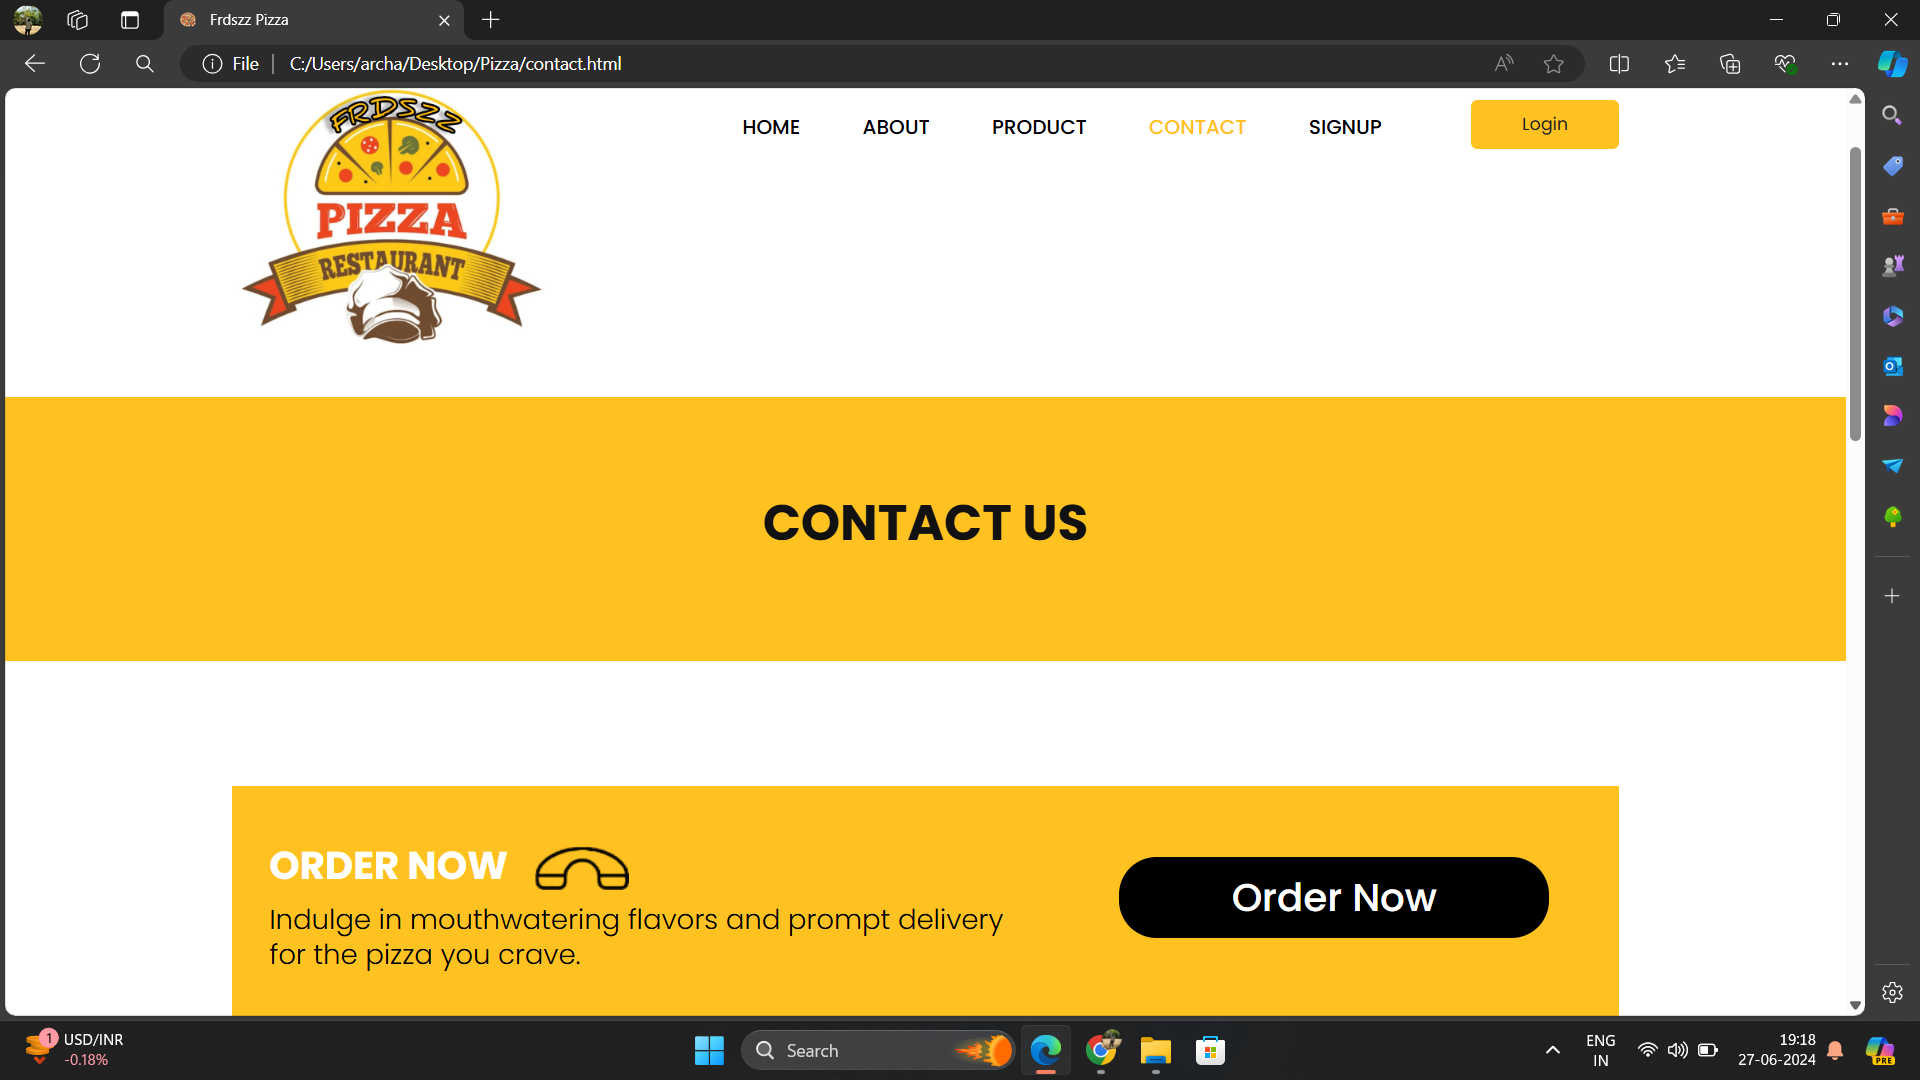 Frdszz Pizza
File
C:/Users/archa/Desktop/Pizza/contact.html
FRDSZZ
PIZZA
RESTAURANT
HOME
ABOUT
PRODUCT
CONTACT
SIGNUP
Login
CONTACT US
ORDER NOW
Indulge in mouthwatering flavors and prompt delivery
for the pizza you crave.
Order Now
1
USD/INR
-0.18%
Search
ENG
IN
19:18
27-06-2024
PRE